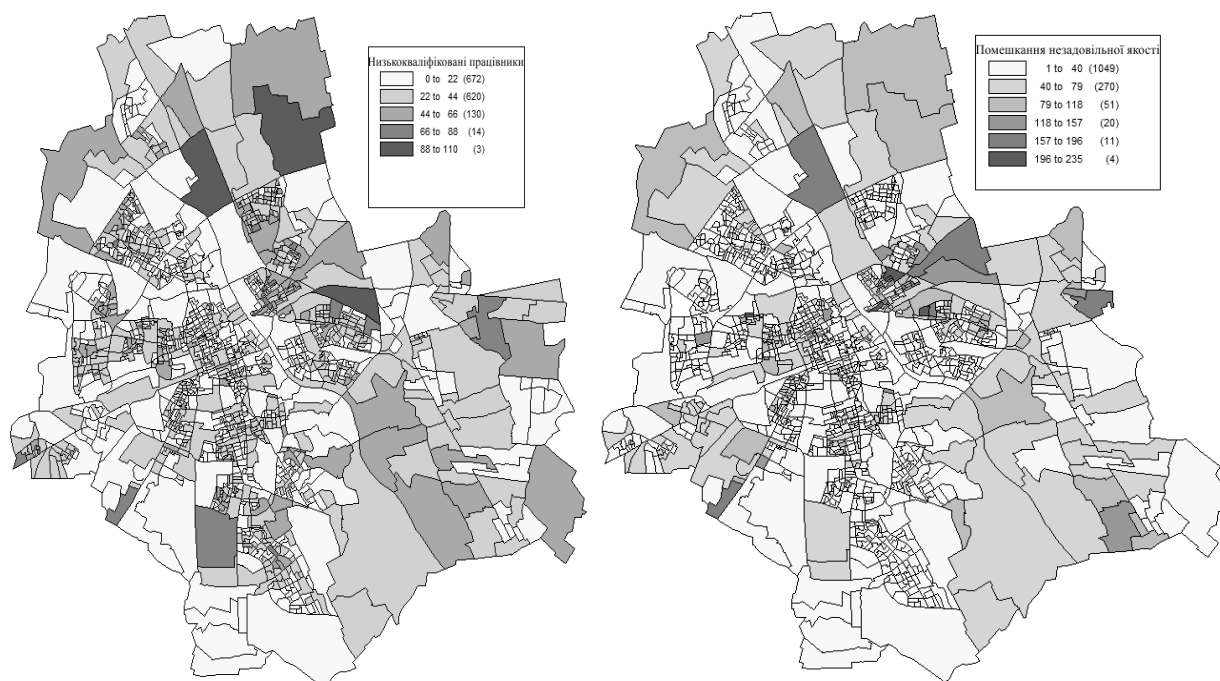 Низькокваліфіковані працівники
0 to 22 (672)
22 to 44 (620)
44 to 66 (130)
66 to 88 (14)
88 to 110 (3)
Помешкання незадовільної якості
1 to 40 (1049)
40 to 79 (270)
79 to 118 (51)
118 to 157 (20)
157 to 196 (11)
196 to 235 (4)